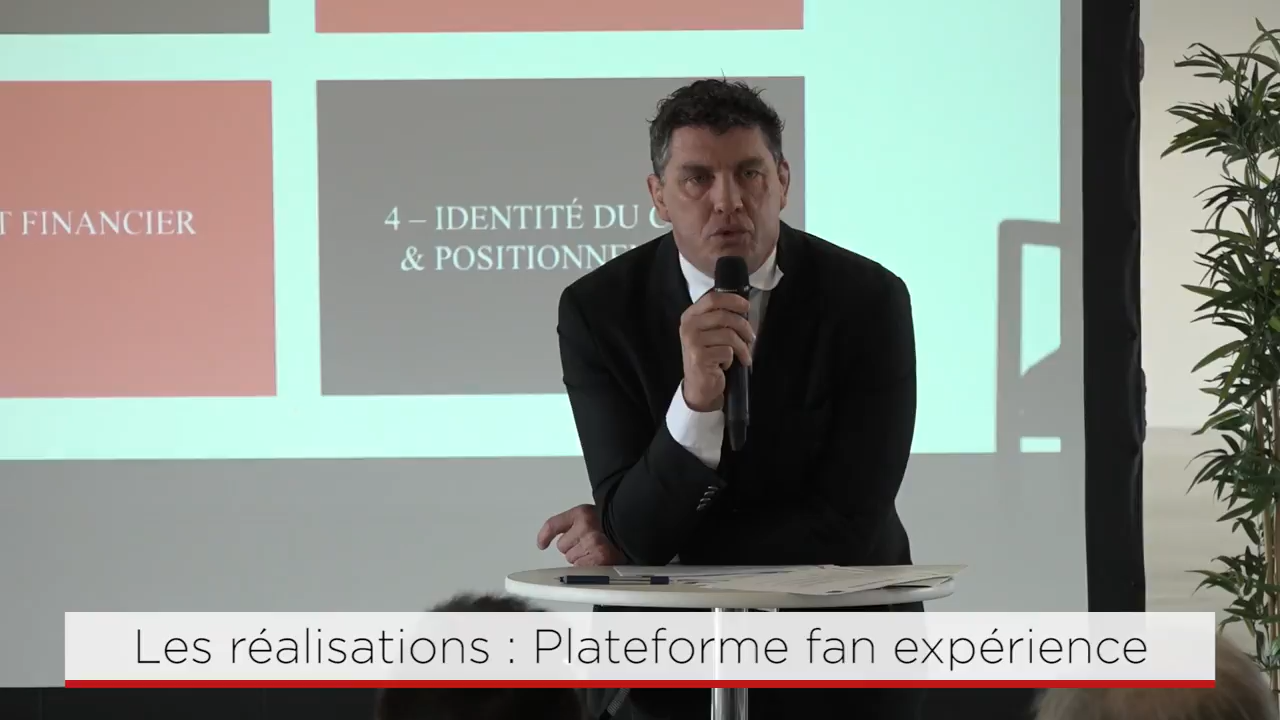 T FINANCIER
4 – IDENTITÉ DU
& POSITIONNE
Les réalisations : Plateforme fan expérience